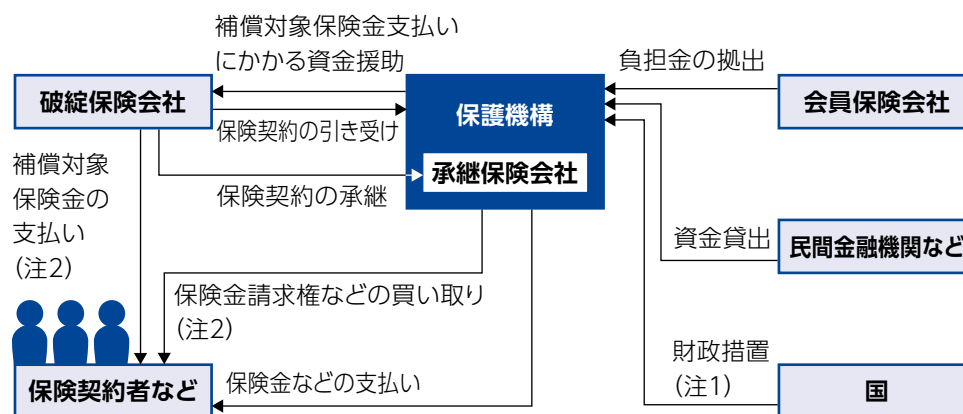 補償対象保険金支払い
にかかる資金援助
負担金の拠出
破綻保険会社
保護機構
会員保険会社
保険契約の引き受け
補償対象
保険金の
支払い
(注2)
承継保険会社
保険契約の承継
資金貸出
民間金融機関など
保険金請求権などの買い取り
(注2)
財政措置
(注1)
保険契約者など
保険金などの支払い
国